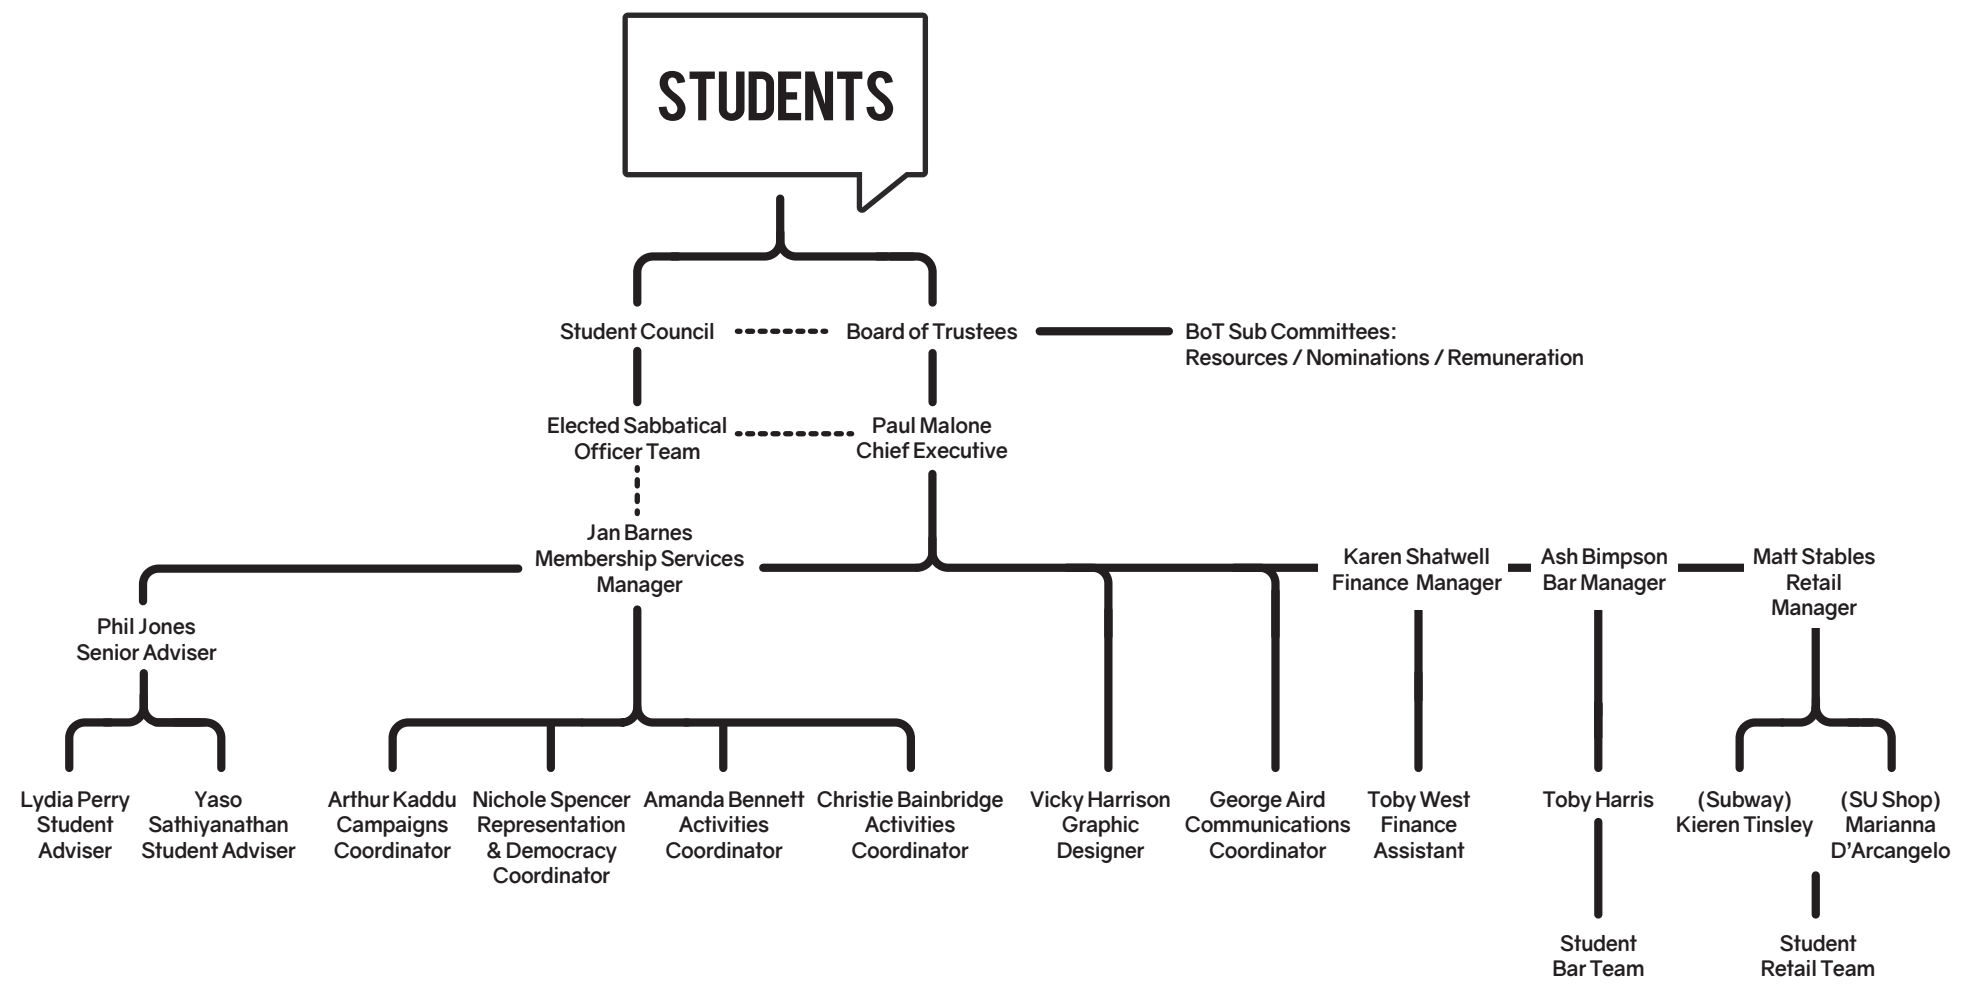 STUDENTS
Student Council
Board of Trustees
BoT Sub Committees:
Resources / Nominations / Remuneration
Elected Sabbatical
Officer Team
Paul Malone
Chief Executive
Jan Barnes
Membership Services
Manager
Karen Shatwell
Finance Manager
Ash Bimpson
Bar Manager
Matt Stables
Retail
Manager
Phil Jones
Senior Adviser
Lydia Perry
Student
Adviser
Yaso
Sathiyanathan
Student Adviser
Arthur Kaddu
Campaigns
Coordinator
Nichole Spencer
Representation
& Democracy
Coordinator
Amanda Bennett
Activities
Coordinator
Christie Bainbridge
Activities
Coordinator
Vicky Harrison
Graphic
Designer
George Aird
Communications
Coordinator
Toby West
Finance
Assistant
Toby Harris
(Subway)
Kieren Tinsley
(SU Shop)
Marianna
D'Arcangelo
Student
Bar Team
Student
Retail Team